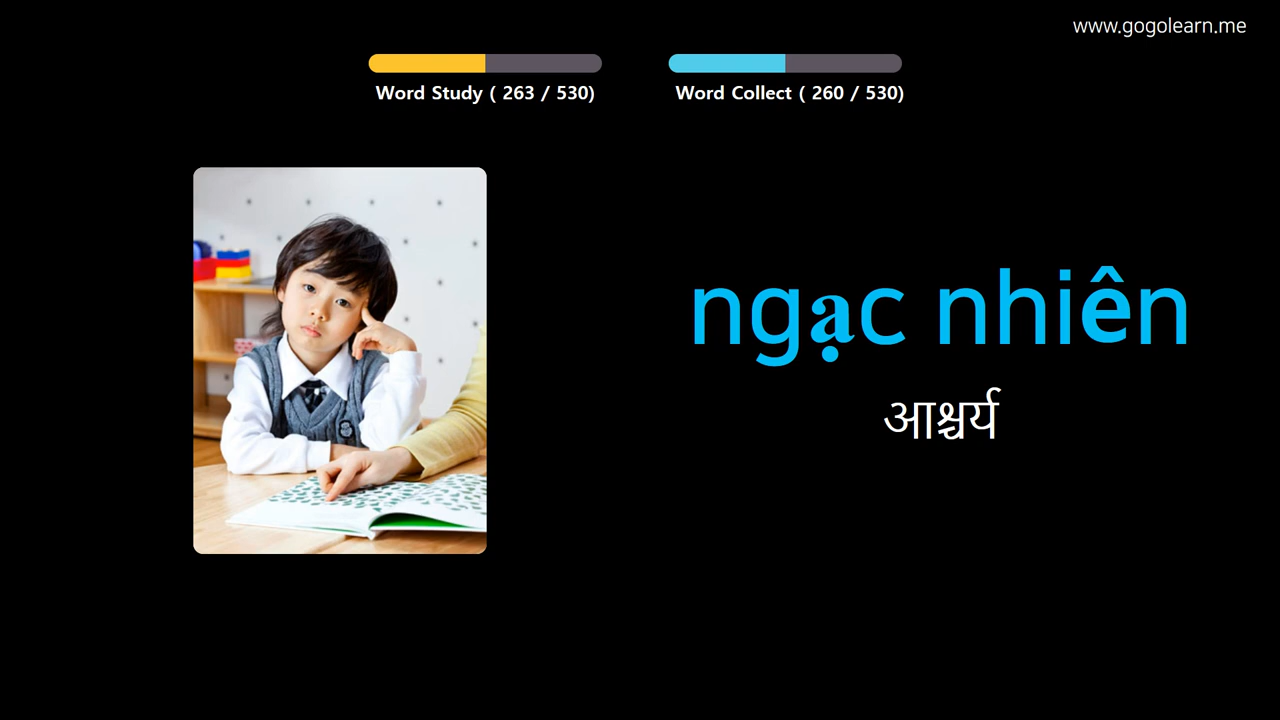 www.gogolearn.me
Word Study ( 263 / 530)
Word Collect ( 260 / 530)
ngạc nhiên
आश्चर्य